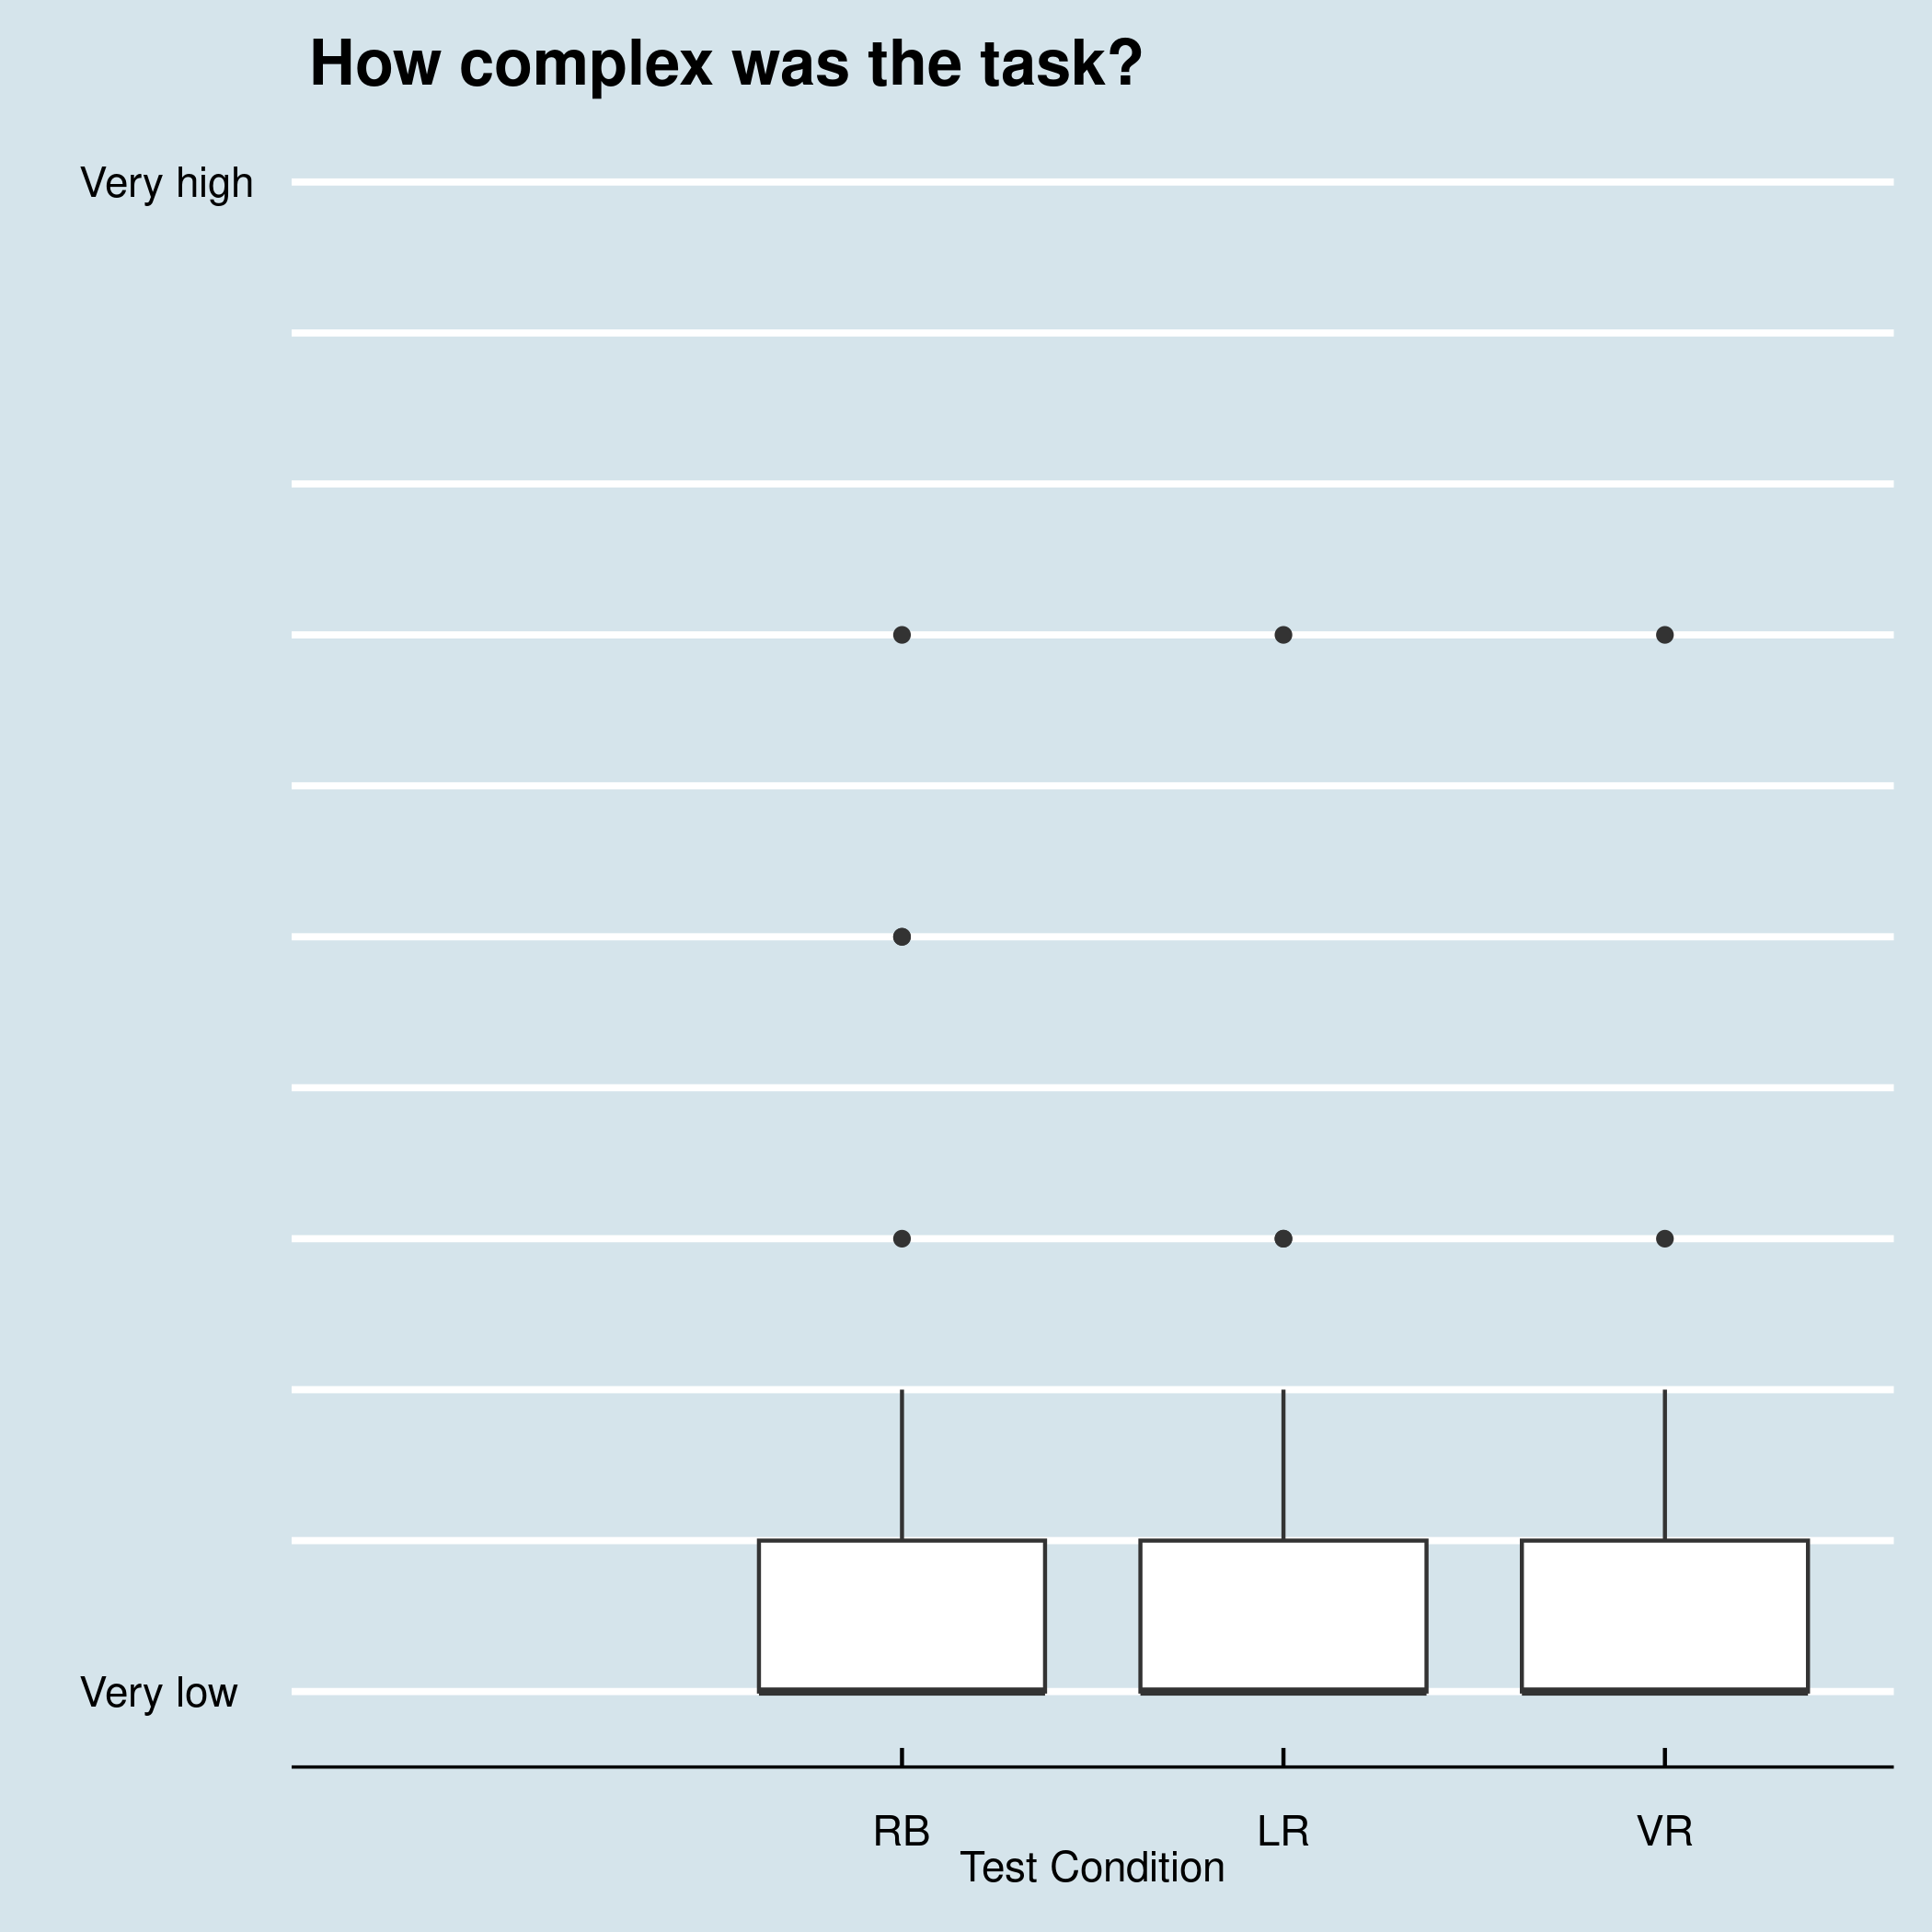 How complex was the task?
Very high
Very low
RB LR VR
Test Condition